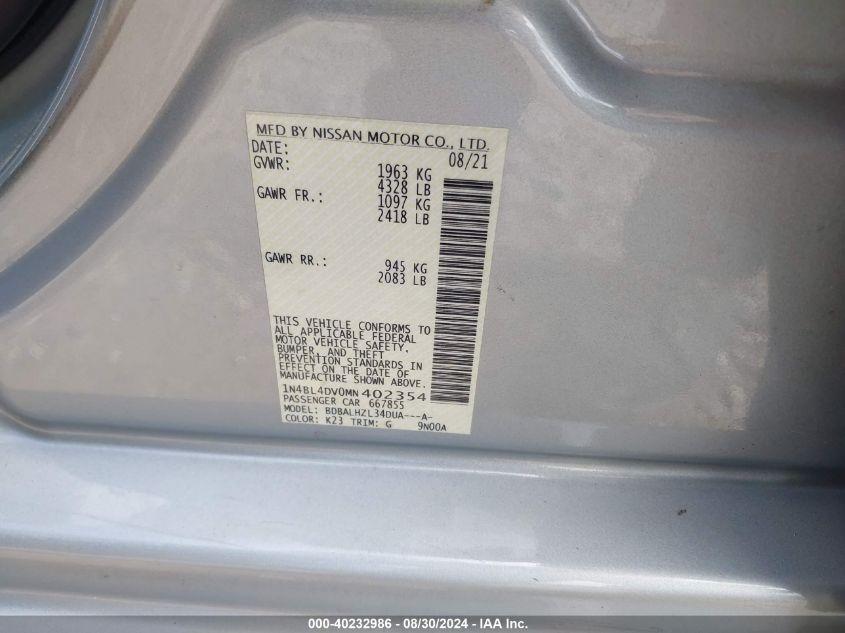 MFD BY NISSAN MOTOR CO., LTD.
DATE: 08/21
GVWR: 1963 KG
4328 LB
GAWR FR.: 1097 KG
2418 LB
GAWR RR.: 945 KG
2083 LB
THIS VEHICLE CONFORMS TO
ALL APPLICABLE FEDERAL
MOTOR VEHICLE SAFETY,
BUMPER, AND THEFT
PREVENTION STANDARDS IN
EFFECT ON THE DATE OF
MANUFACTURE SHOWN ABOVE.
1N4BL4DV0MN402354
PASSENGER CAR 667855
MODEL: BDBALHZL34DUA---A-
COLOR: K23 TRIM: G 9N00A
000-40232986 - 08/30/2024 - IAA Inc.